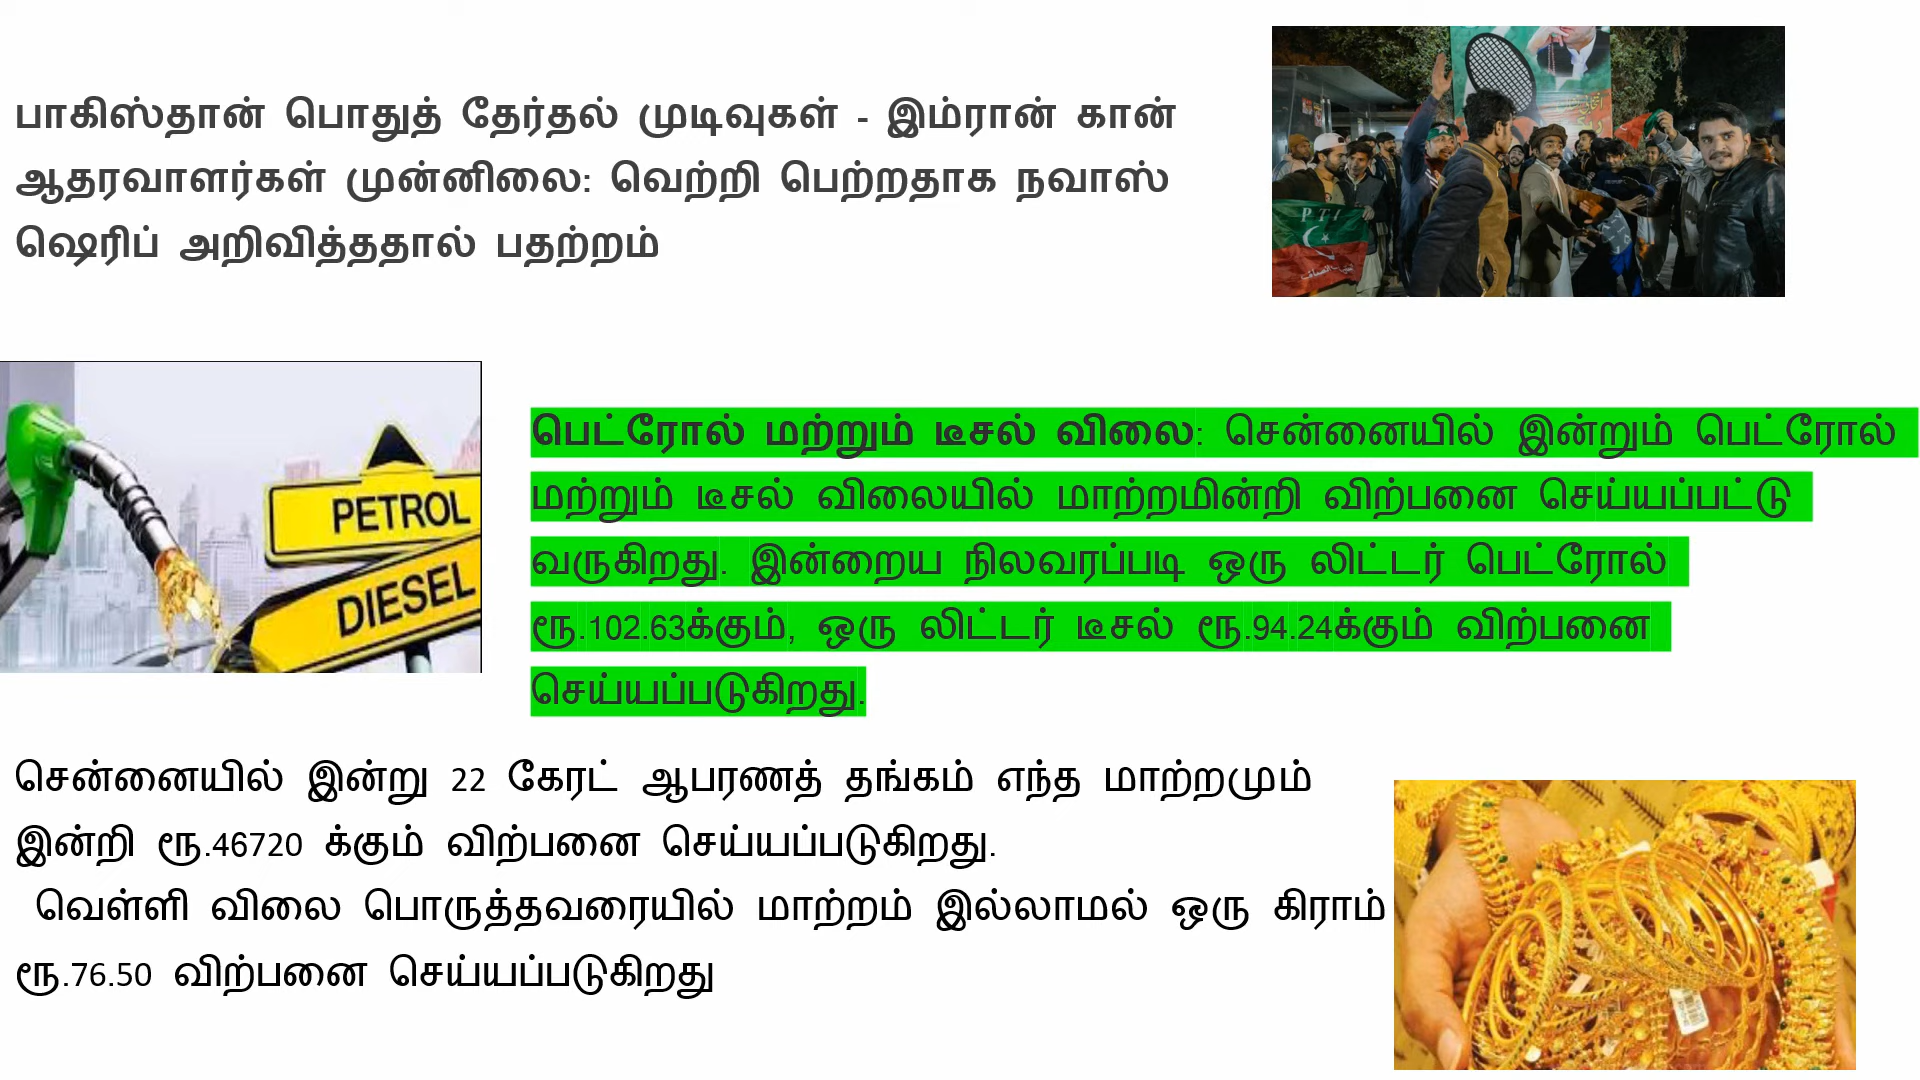 பாகிஸ்தான் பொதுத் தேர்தல் முடிவுகள் - இம்ரான் கான்
ஆதரவாளர்கள் முன்னிலை: வெற்றி பெற்றதாக நவாஸ்
ஷெரிப் அறிவித்ததால் பதற்றம்
PTI
PETROL
DIESEL
பெட்ரோல் மற்றும் டீசல் விலை: சென்னையில் இன்றும் பெட்ரோல்
மற்றும் டீசல் விலையில் மாற்றமின்றி விற்பனை செய்யப்பட்டு
வருகிறது. இன்றைய நிலவரப்படி ஒரு லிட்டர் பெட்ரோல்
ரூ.102.63க்கும், ஒரு லிட்டர் டீசல் ரூ.94.24க்கும் விற்பனை
செய்யப்படுகிறது.
சென்னையில் இன்று 22 கேரட் ஆபரணத் தங்கம் எந்த மாற்றமும்
இன்றி ரூ.46720 க்கும் விற்பனை செய்யப்படுகிறது.
வெள்ளி விலை பொருத்தவரையில் மாற்றம் இல்லாமல் ஒரு கிராம்
ரூ.76.50 விற்பனை செய்யப்படுகிறது